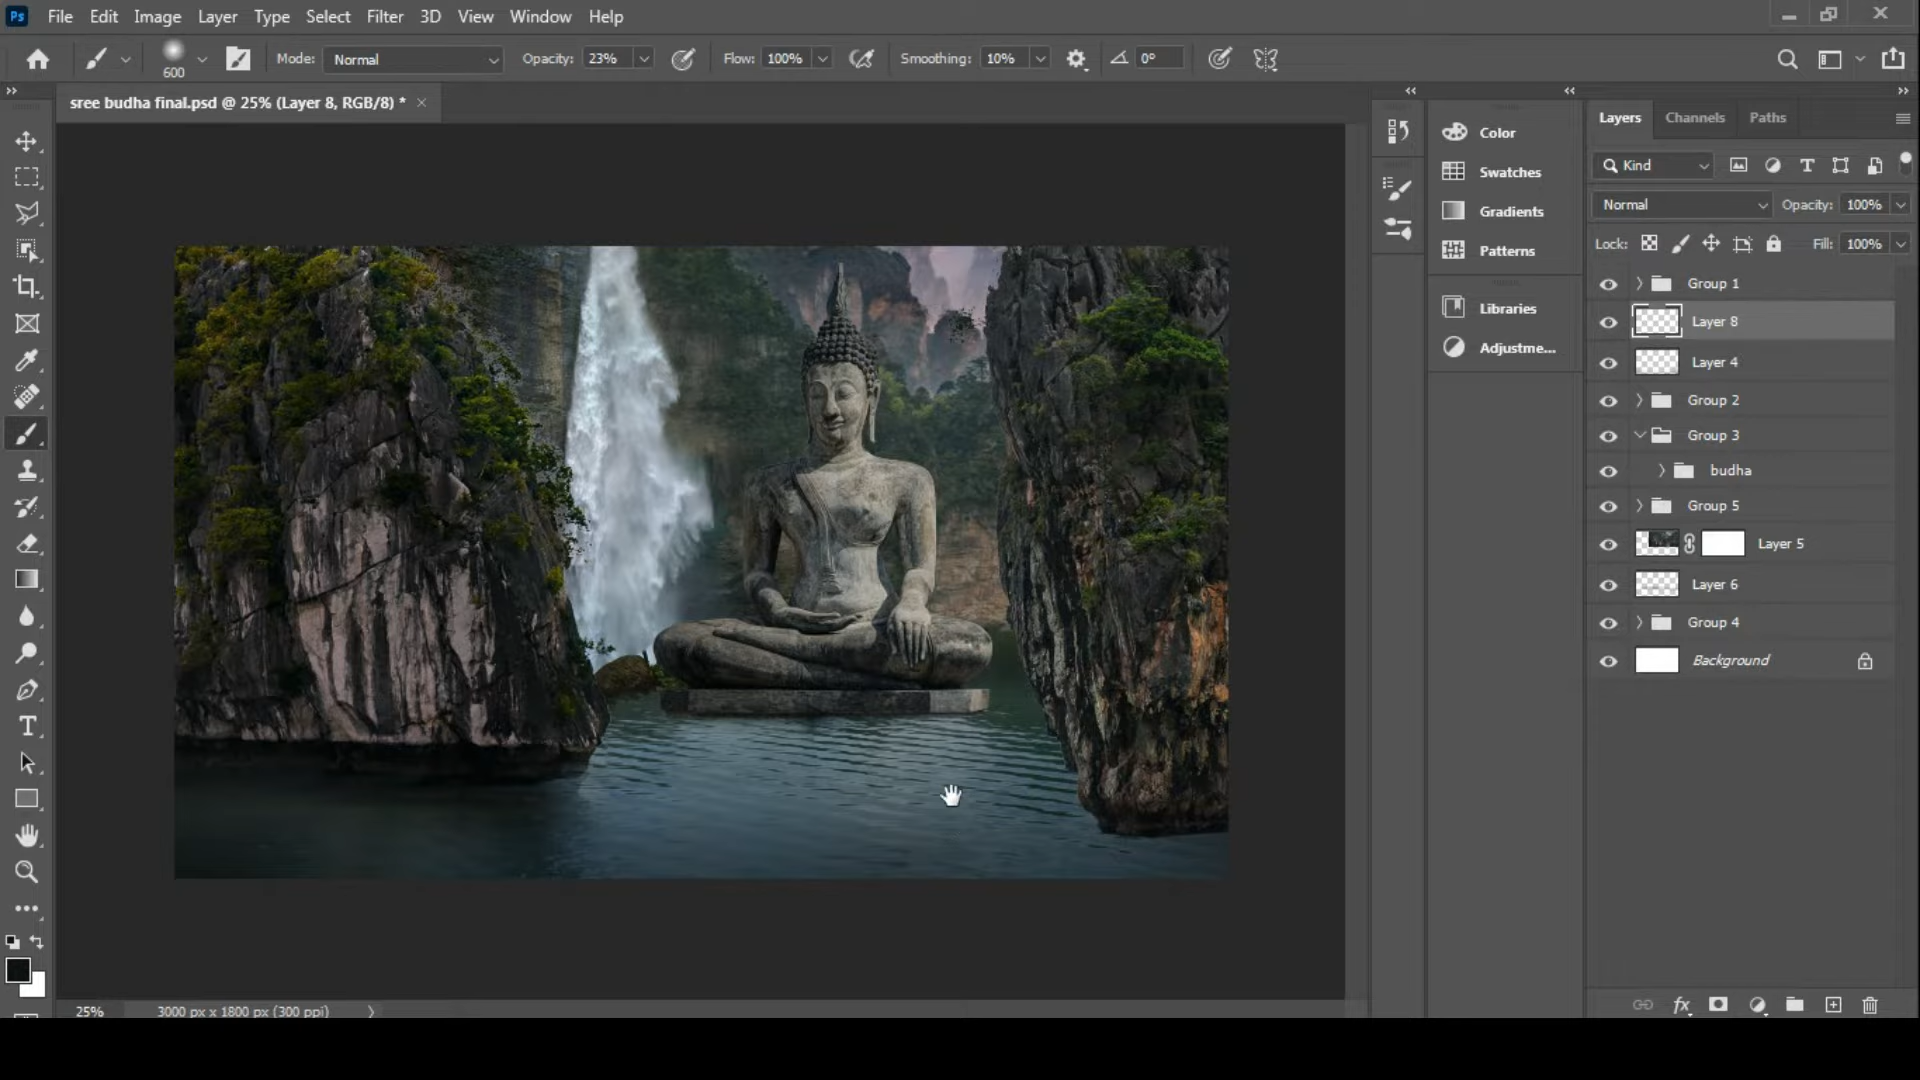 Ps File Edit Image Layer Type Select Filter 3D View Window Help
600 Mode: Normal Opacity: 23% Flow: 100% Smoothing: 10% 0°
sree budha final.psd @ 25% (Layer 8, RGB/8) * ×
Color
Swatches
Gradients
Patterns
Libraries
Adjustme...
Layers Channels Paths
Kind
Normal Opacity: 100%
Lock: Fill: 100%
Group 1
Layer 8
Layer 4
Group 2
Group 3
budha
Group 5
Layer 5
Layer 6
Group 4
Background
25% 3000 px x 1800 px (300 ppi)